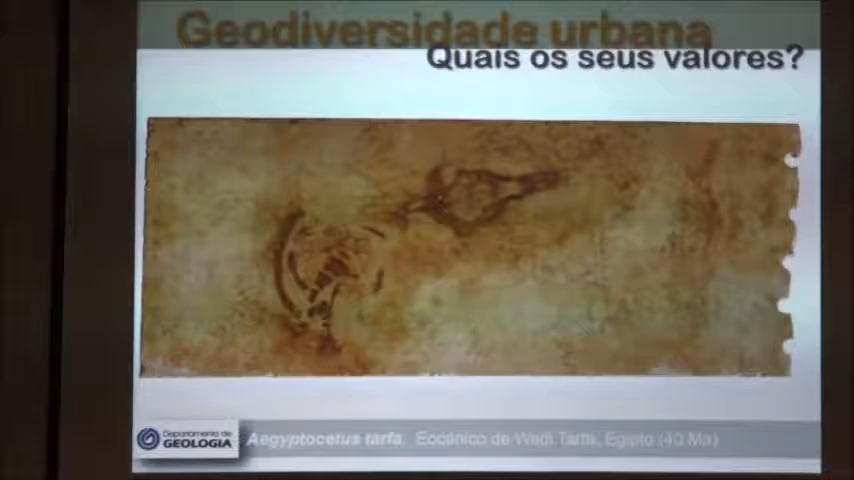 Geodiversidade urbana
Quais os seus valores?
Departamento de
GEOLOGIA
Aegyptocetus tarfa, Eocénico de Wadi Tarfa, Egipto (40 Ma)